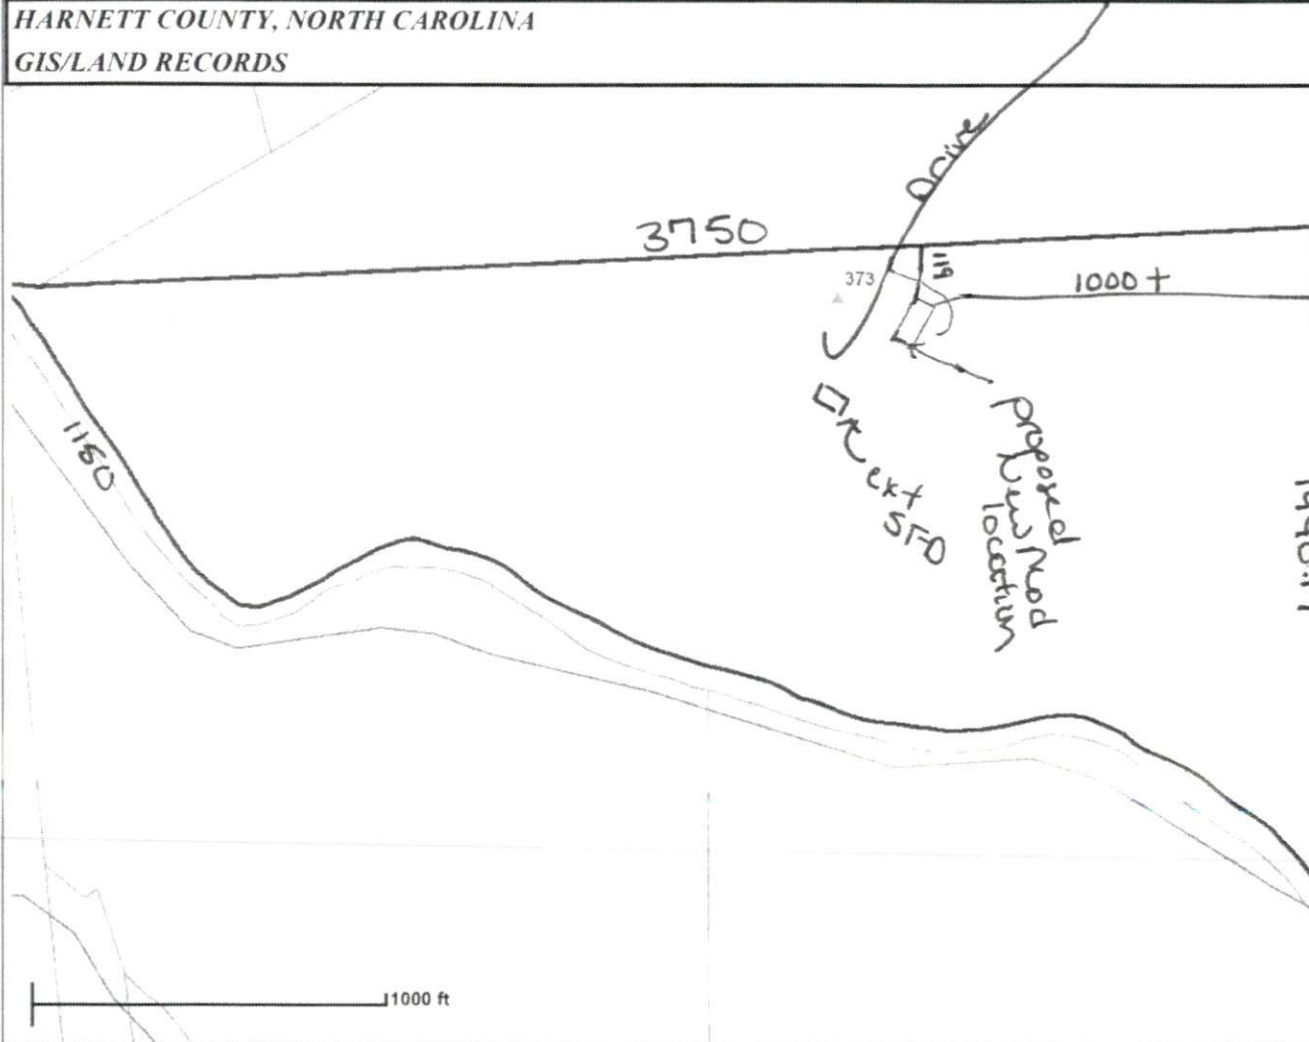 HARNETT COUNTY, NORTH CAROLINA
GIS/LAND RECORDS
Drive
3750
119
373
1000 +
1180
ext
SFD
proposed
New Mod
location
1000 ft